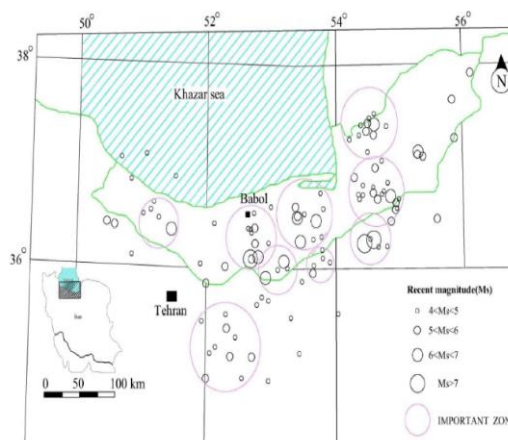 50° 52° 54° 56°
38°
Khazar sea
N
Babol
36°
Tehran
Iran
0 50 100 km
Recent magnitude(Ms)
4<Ms<5
5<Ms<6
6<Ms<7
Ms>7
IMPORTANT ZON